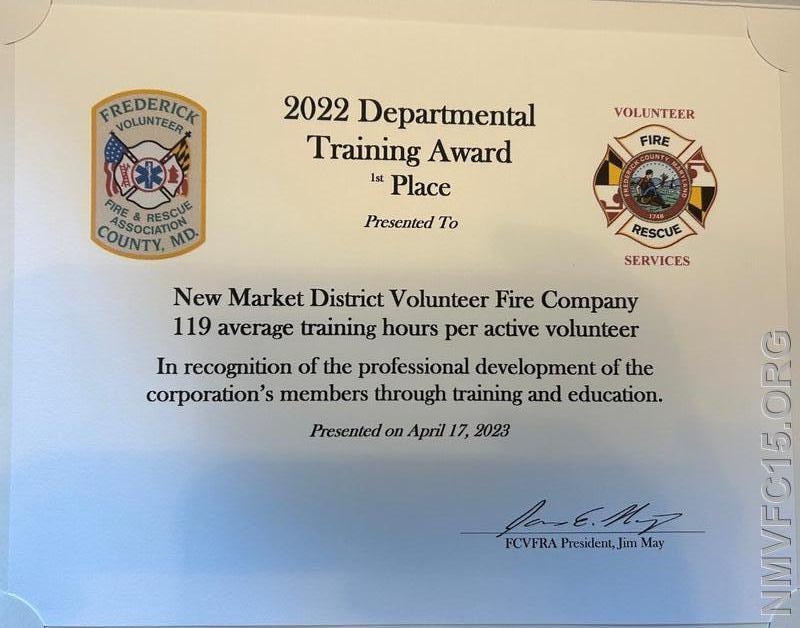 FREDERICK
VOLUNTEER
FIRE & RESCUE
ASSOCIATION
COUNTY, MD.
2022 Departmental
Training Award
1st Place
Presented To
VOLUNTEER
FIRE
FREDERICK COUNTY, MARYLAND
1748
RESCUE
SERVICES
New Market District Volunteer Fire Company
119 average training hours per active volunteer
In recognition of the professional development of the
corporation's members through training and education.
Presented on April 17, 2023
FCVFRA President, Jim May
NMVFC15.ORG